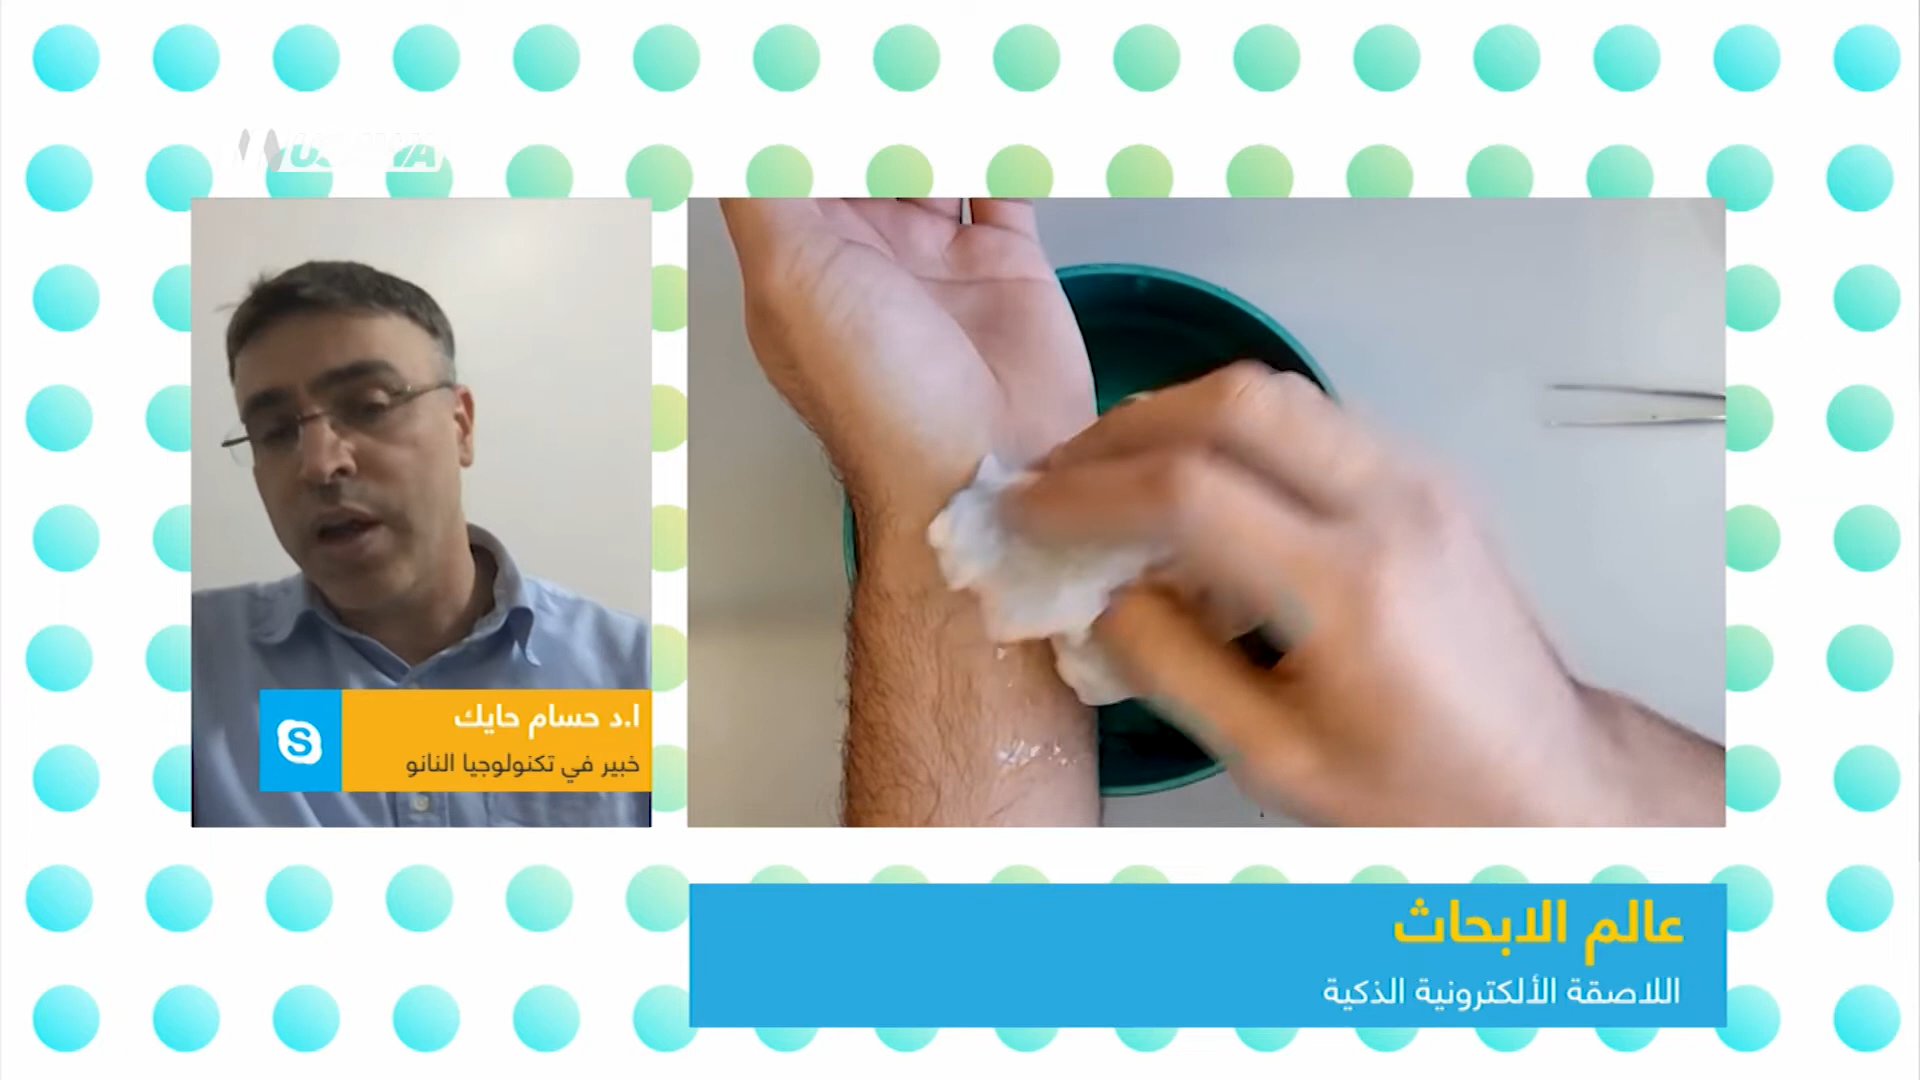 ا.د حسام حايك
خبير في تكنولوجيا النانو
عالم الابحاث
اللاصقة الألكترونية الذكية